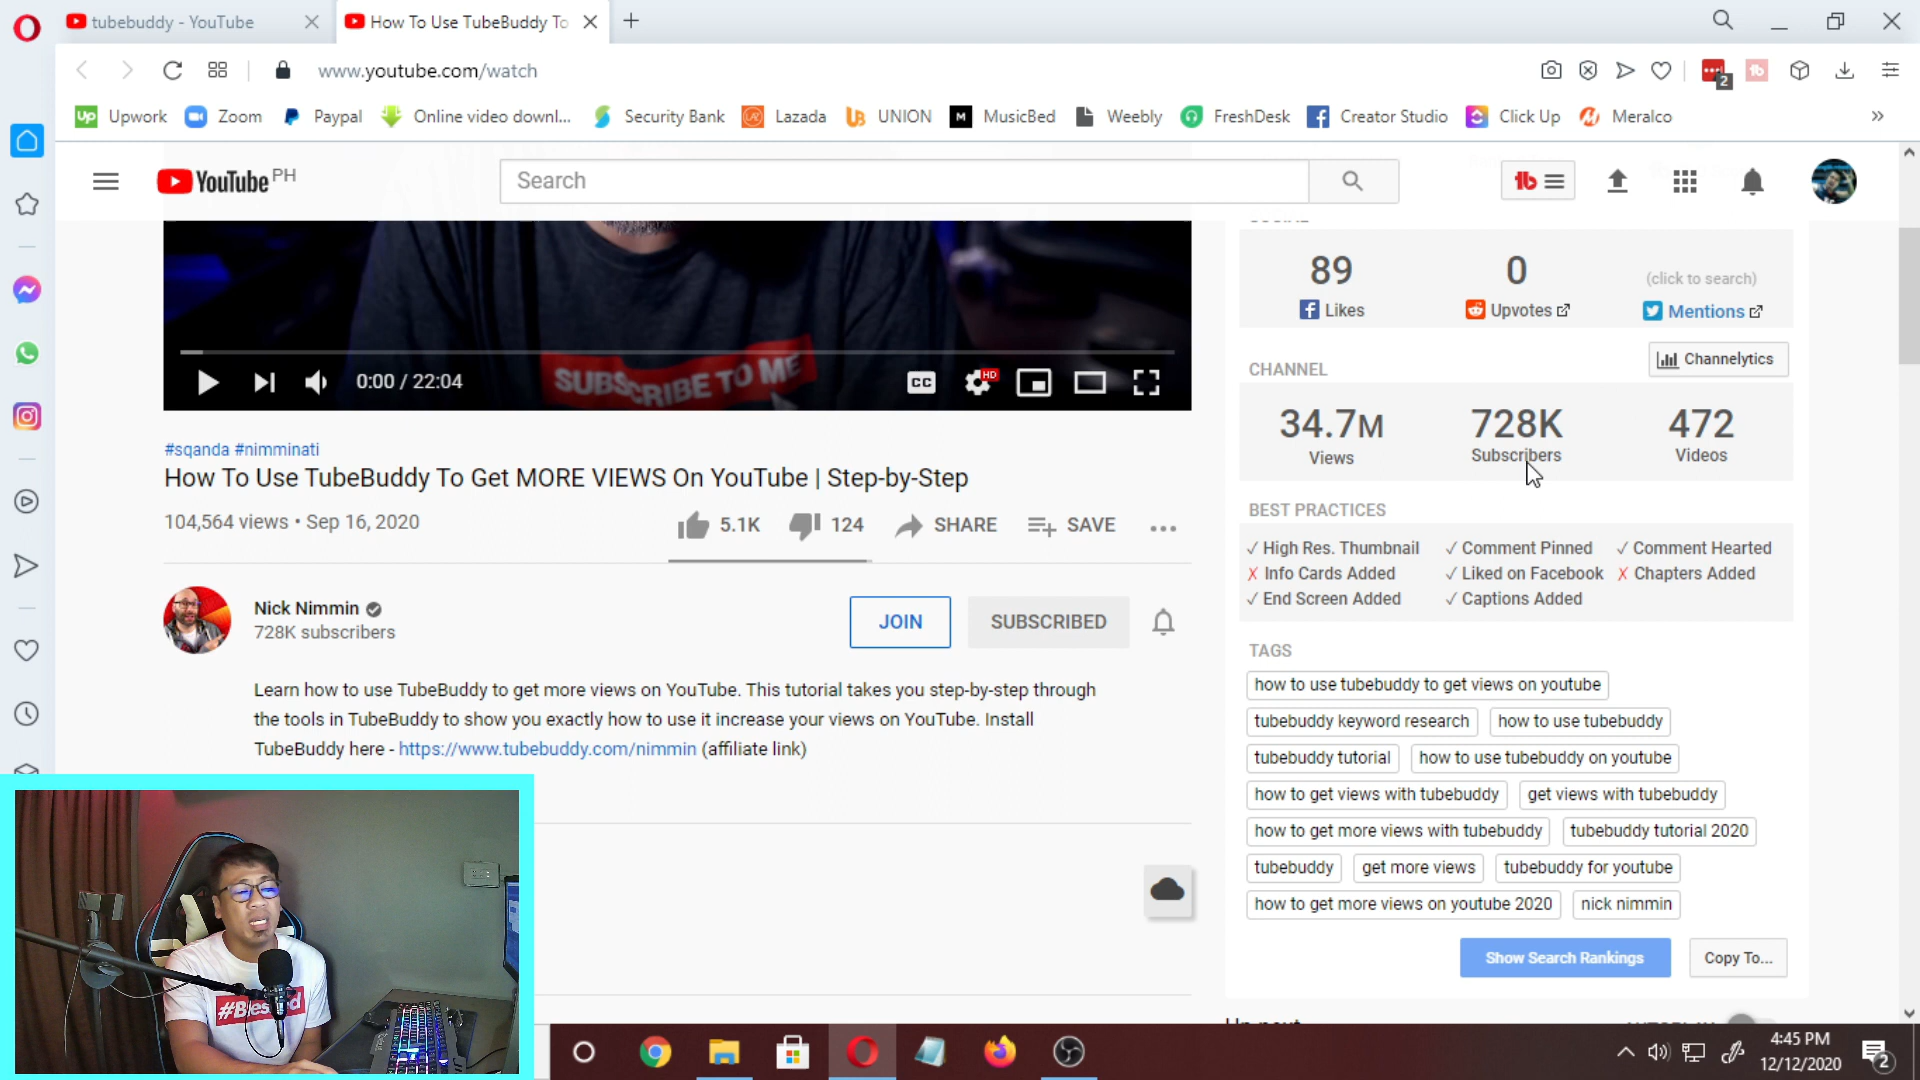 tubebuddy - YouTube
How To Use TubeBuddy To
www.youtube.com/watch
2
Upwork
Zoom
Paypal
Online video downl...
Security Bank
Lazada
UNION
MusicBed
Weebly
FreshDesk
Creator Studio
Click Up
Meralco
YouTube PH
Search
SUBSCRIBE TO ME
0:00 / 22:04
CC
HD
#sqanda #nimminati
How To Use TubeBuddy To Get MORE VIEWS On YouTube | Step-by-Step
104,564 views • Sep 16, 2020
5.1K
124
SHARE
SAVE
Nick Nimmin
728K subscribers
JOIN
SUBSCRIBED
Learn how to use TubeBuddy to get more views on YouTube. This tutorial takes you step-by-step through
the tools in TubeBuddy to show you exactly how to use it increase your views on YouTube. Install
TubeBuddy here - https://www.tubebuddy.com/nimmin (affiliate link)
89
Likes
0
Upvotes
(click to search)
Mentions
CHANNEL
Channelytics
34.7M
Views
728K
Subscribers
472
Videos
BEST PRACTICES
✓ High Res. Thumbnail ✓ Comment Pinned ✓ Comment Hearted
✗ Info Cards Added ✓ Liked on Facebook ✗ Chapters Added
✓ End Screen Added ✓ Captions Added
TAGS
how to use tubebuddy to get views on youtube
tubebuddy keyword research
how to use tubebuddy
tubebuddy tutorial
how to use tubebuddy on youtube
how to get views with tubebuddy
get views with tubebuddy
how to get more views with tubebuddy
tubebuddy tutorial 2020
tubebuddy
get more views
tubebuddy for youtube
how to get more views on youtube 2020
nick nimmin
Show Search Rankings
Copy To...
4:45 PM
12/12/2020
2